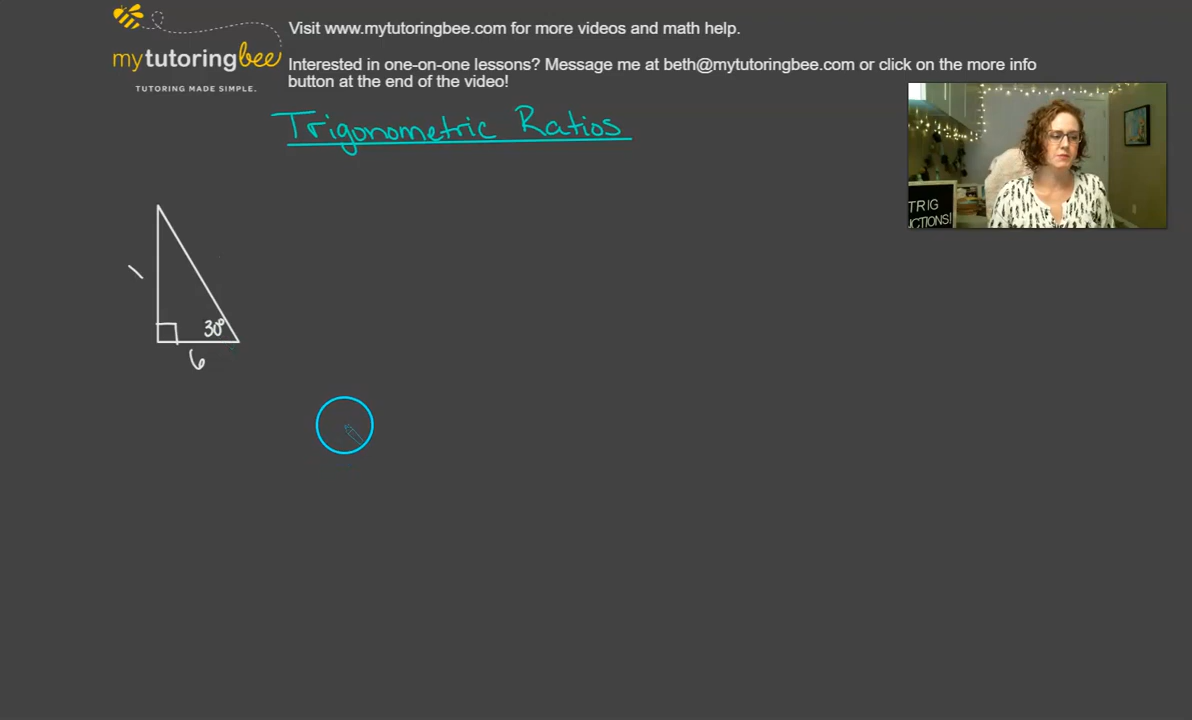 Visit www.mytutoringbee.com for more videos and math help.
mytutoringbee
TUTORING MADE SIMPLE.
Interested in one-on-one lessons? Message me at beth@mytutoringbee.com or click on the more info
button at the end of the video!
Trigonometric Ratios
TRIG
CTIONS!
30°
6